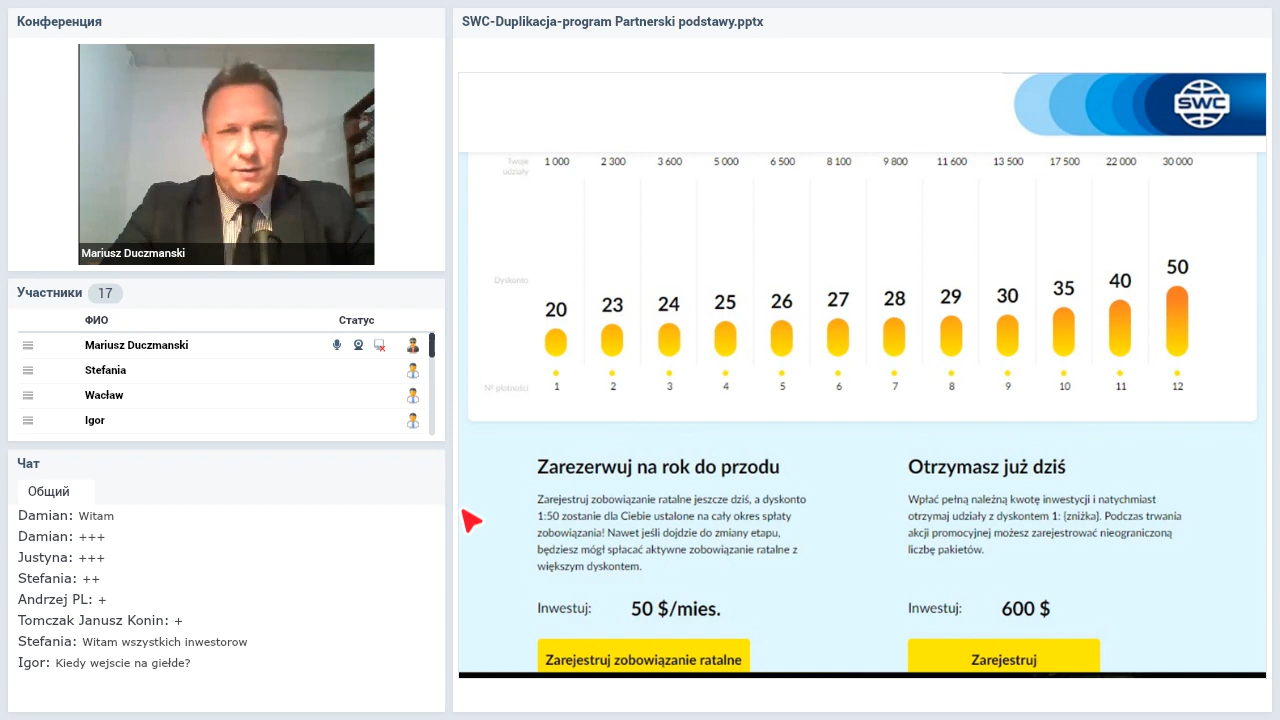 Конференция
Mariusz Duczmanski
Участники 17
ФИО Статус
Mariusz Duczmanski
Stefania
Wacław
Igor
Чат
Общий
Damian: Witam
Damian: +++
Justyna: +++
Stefania: ++
Andrzej PL: +
Tomczak Janusz Konin: +
Stefania: Witam wszystkich inwestorow
Igor: Kiedy wejscie na giełde?
SWC-Duplikacja-program Partnerski podstawy.pptx
SWC
Twoje udziały 1 000 2 300 3 600 5 000 6 500 8 100 9 800 11 600 13 500 17 500 22 000 30 000
Dyskonto 20 23 24 25 26 27 28 29 30 35 40 50
Nº płatności 1 2 3 4 5 6 7 8 9 10 11 12
Zarezerwuj na rok do przodu
Zarejestruj zobowiązanie ratalne jeszcze dziś, a dyskonto
1:50 zostanie dla Ciebie ustalone na cały okres spłaty
zobowiązania! Nawet jeśli dojdzie do zmiany etapu,
będziesz mógł spłacać aktywne zobowiązanie ratalne z
większym dyskontem.
Inwestuj: 50 $/mies.
Zarejestruj zobowiązanie ratalne
Otrzymasz już dziś
Wpłać pełną należną kwotę inwestycji i natychmiast
otrzymaj udziały z dyskontem 1: {zniżka}. Podczas trwania
akcji promocyjnej możesz zarejestrować nieograniczoną
liczbę pakietów.
Inwestuj: 600 $
Zarejestruj